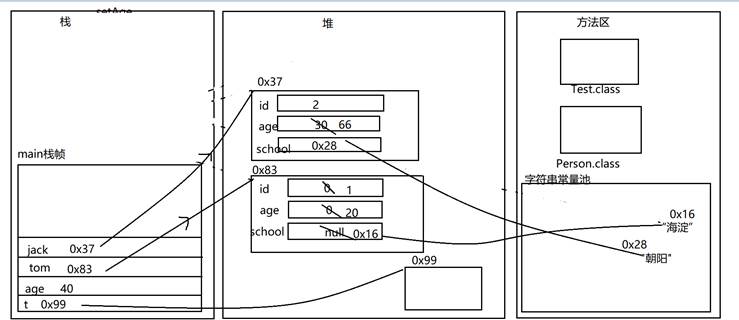 setAge
栈
堆
方法区
0x37
id 2
age 30 66
school 0x28
Test.class
Person.class
main栈帧
0x83
id 0 1
age 0 20
school null 0x16
字符串常量池
0x16
"海淀"
0x28
"朝阳"
jack 0x37
tom 0x83
age 40
t 0x99
0x99